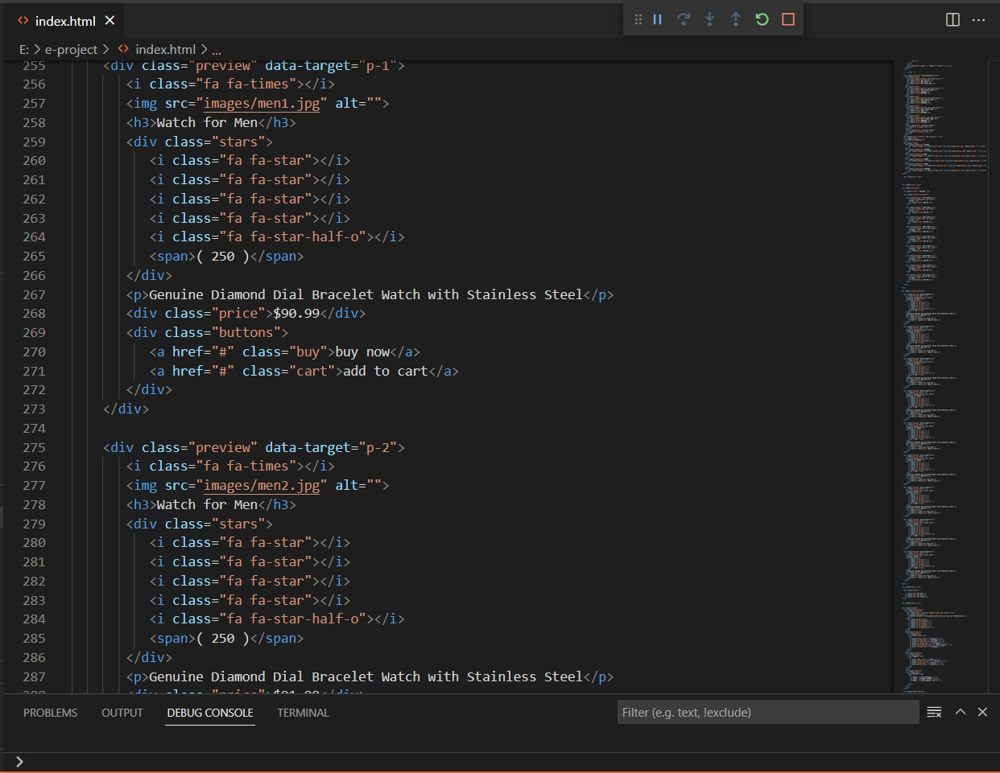 index.html
E: > e-project > index.html > ...
255 <div class="preview" data-target="p-1">
256 <i class="fa fa-times"></i>
257 <img src="images/men1.jpg" alt="">
258 <h3>Watch for Men</h3>
259 <div class="stars">
260 <i class="fa fa-star"></i>
261 <i class="fa fa-star"></i>
262 <i class="fa fa-star"></i>
263 <i class="fa fa-star"></i>
264 <i class="fa fa-star-half-o"></i>
265 <span>( 250 )</span>
266 </div>
267 <p>Genuine Diamond Dial Bracelet Watch with Stainless Steel</p>
268 <div class="price">$90.99</div>
269 <div class="buttons">
270 <a href="#" class="buy">buy now</a>
271 <a href="#" class="cart">add to cart</a>
272 </div>
273 </div>
274
275 <div class="preview" data-target="p-2">
276 <i class="fa fa-times"></i>
277 <img src="images/men2.jpg" alt="">
278 <h3>Watch for Men</h3>
279 <div class="stars">
280 <i class="fa fa-star"></i>
281 <i class="fa fa-star"></i>
282 <i class="fa fa-star"></i>
283 <i class="fa fa-star"></i>
284 <i class="fa fa-star-half-o"></i>
285 <span>( 250 )</span>
286 </div>
287 <p>Genuine Diamond Dial Bracelet Watch with Stainless Steel</p>
288 <div class="price">$91.99</div>
PROBLEMS OUTPUT DEBUG CONSOLE TERMINAL Filter (e.g. text, !exclude)